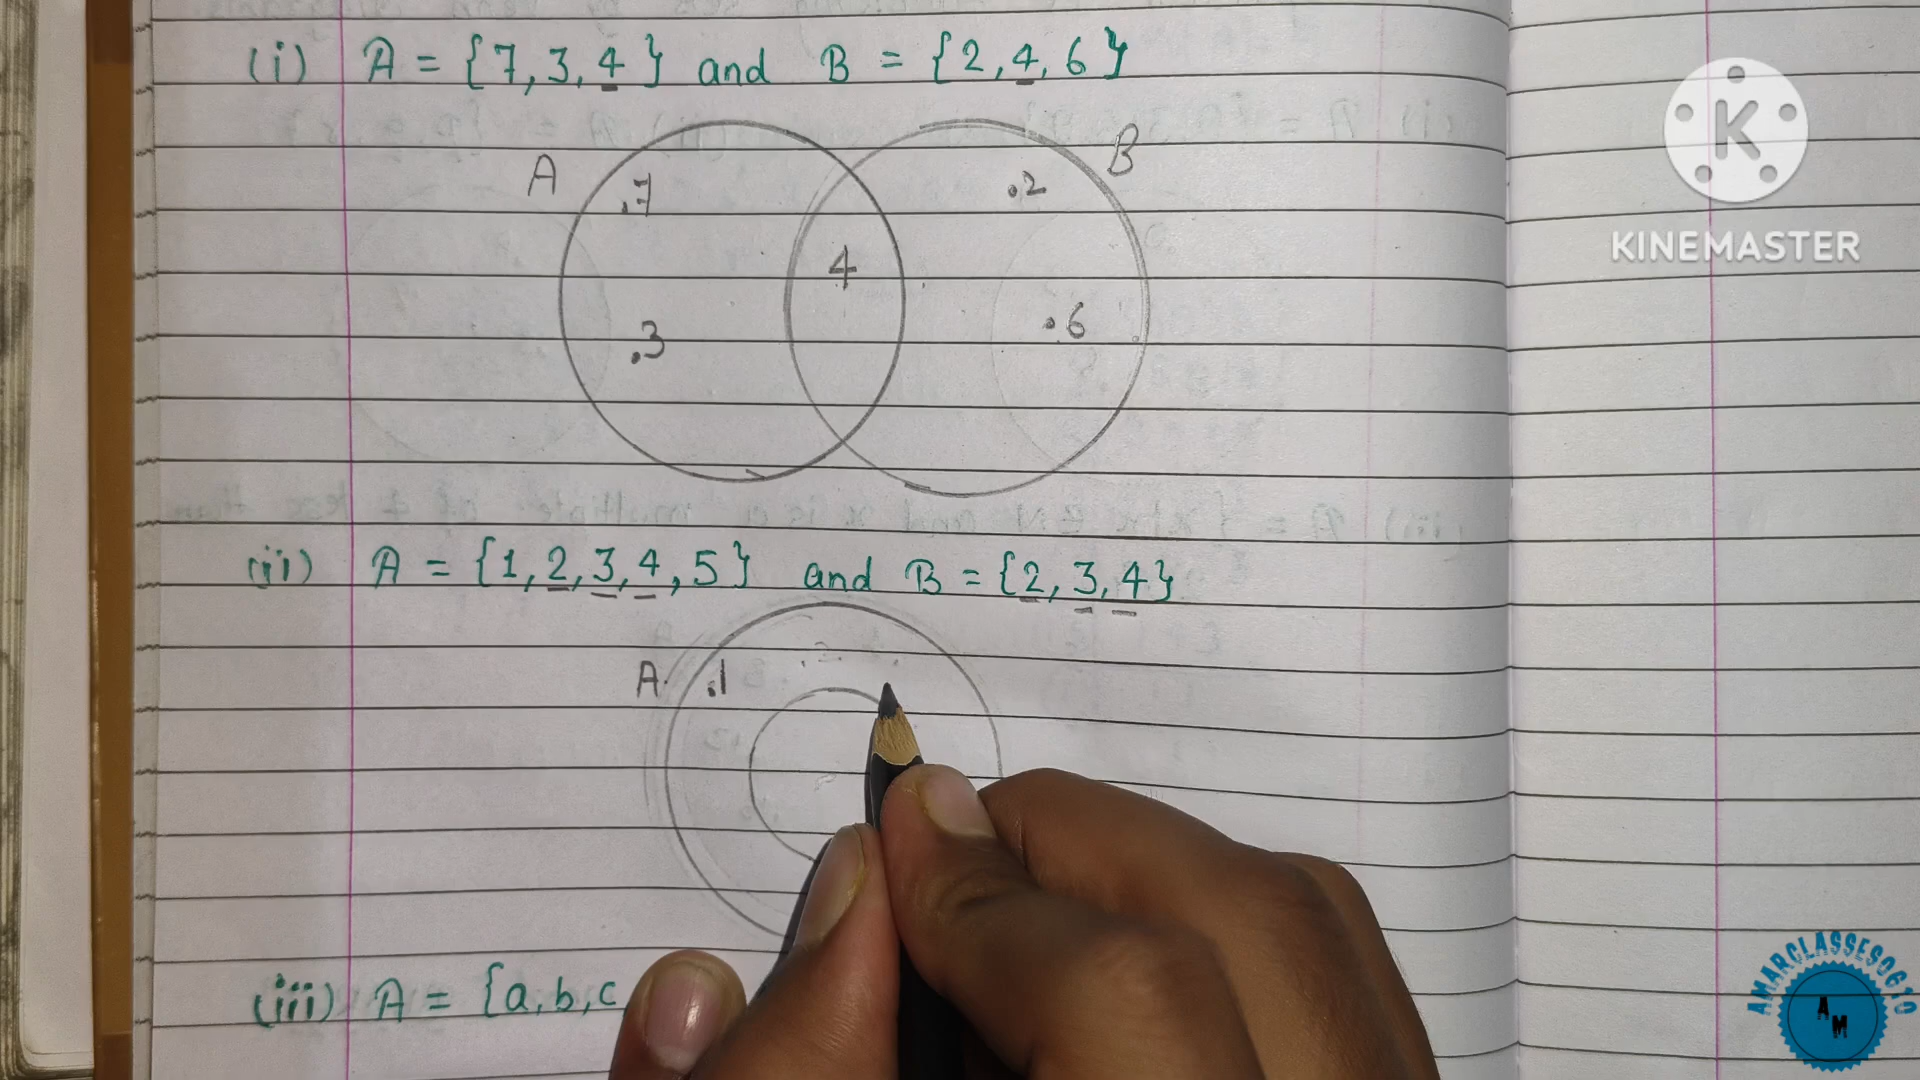 (i) A = {7, 3, 4} and B = {2, 4, 6}
A B
.7 .2
4
.3 .6
K
KINEMASTER
(ii) A = {1, 2, 3, 4, 5} and B = {2, 3, 4}
A .1
(iii) A = {a, b, c
AMARCLASSES0610
AM